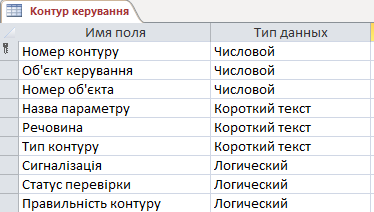 Контур керування
Имя поля Тип данных
Номер контуру Числовой
Об'єкт керування Числовой
Номер об'єкта Числовой
Назва параметру Короткий текст
Речовина Короткий текст
Тип контуру Короткий текст
Сигналізація Логический
Статус перевірки Логический
Правильність контуру Логический